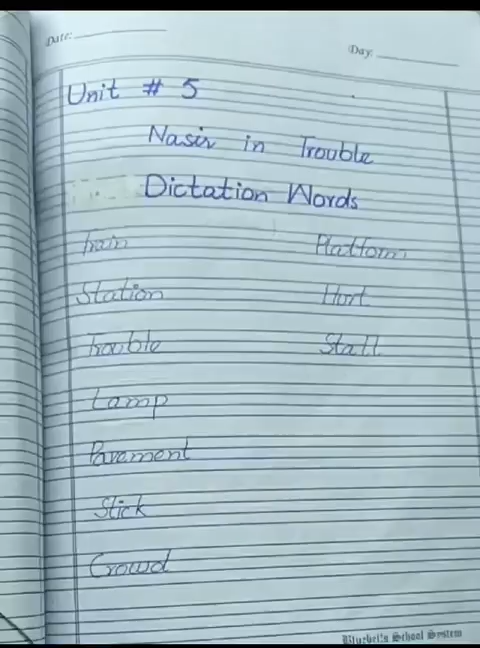 Date:
Day:
Unit # 5
Nasir in Trouble
Dictation Words
Train Platform
Station Hurt
Trouble Stall
Lamp
Pavement
Stick
Crowd
Bluebell's School System